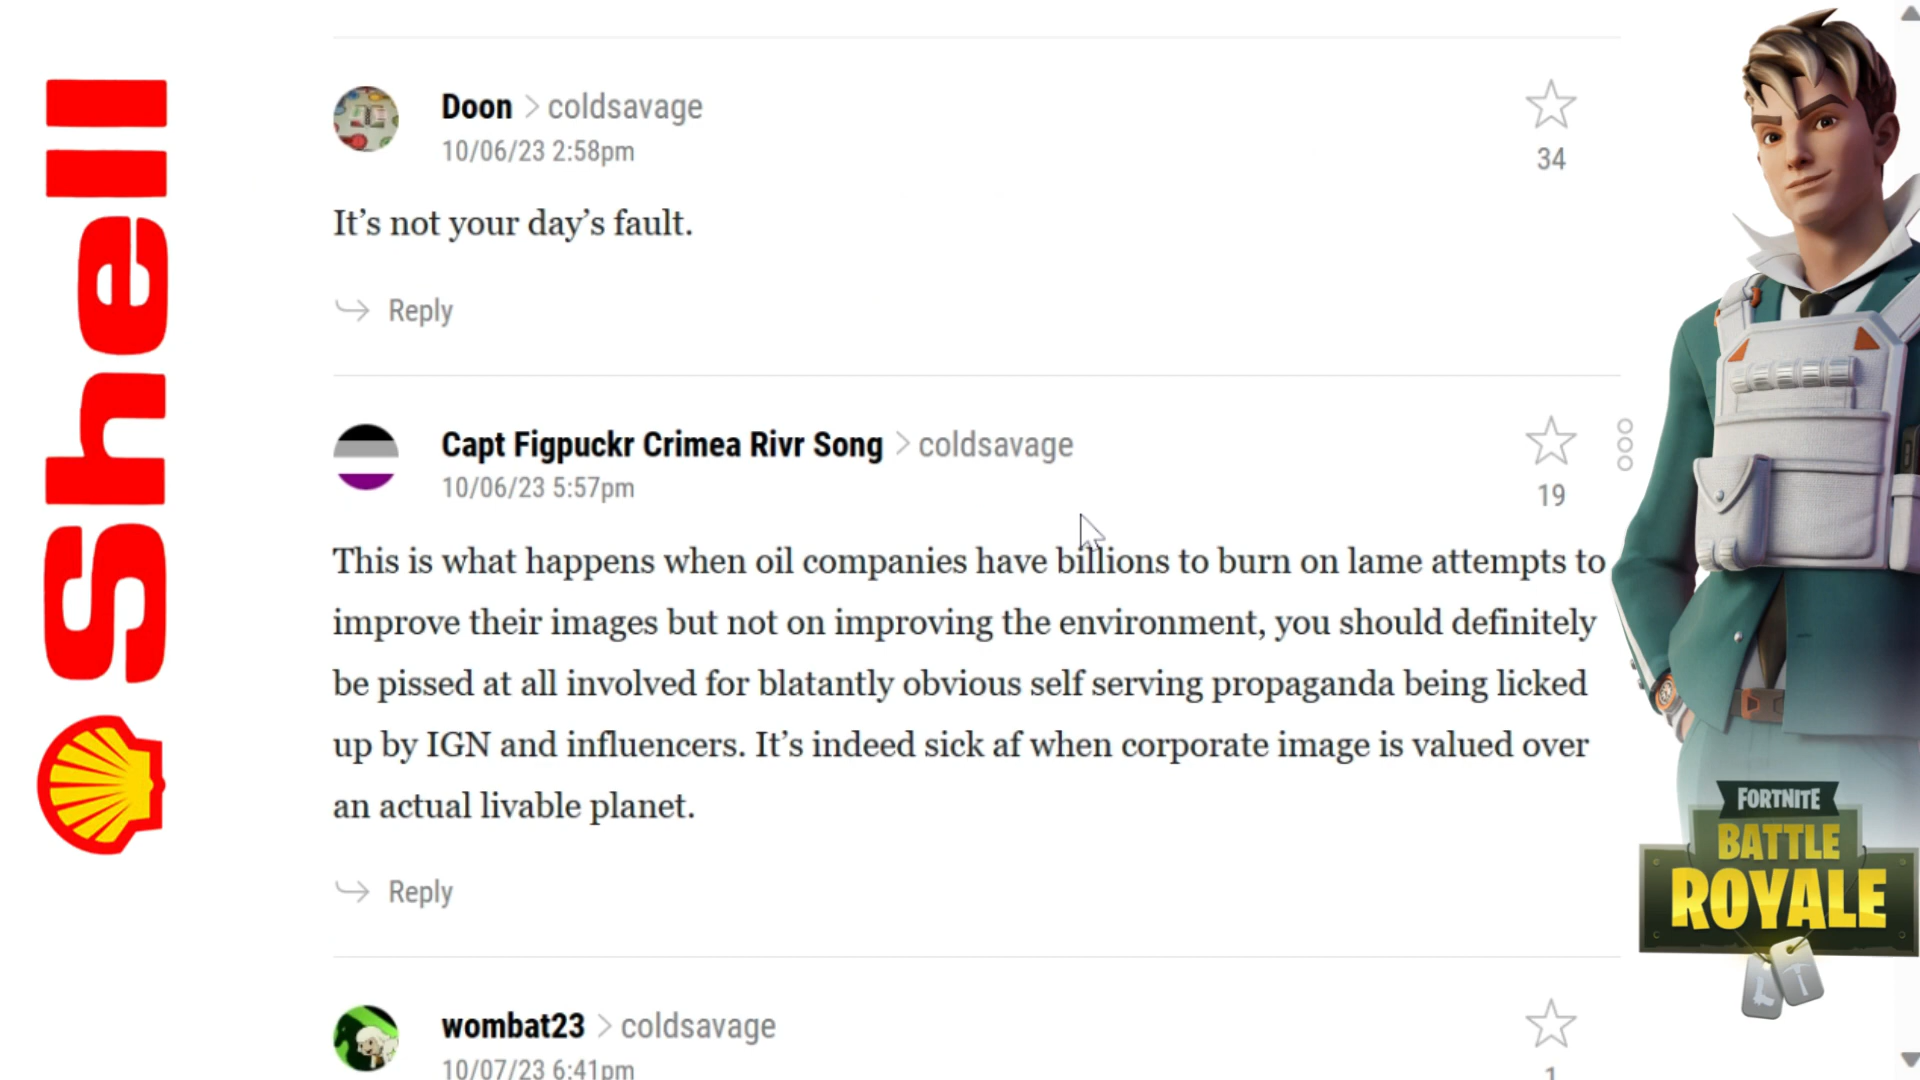 Shell
Doon > coldsavage
10/06/23 2:58pm
34
It’s not your day’s fault.
Reply
Capt Figpuckr Crimea Rivr Song > coldsavage
10/06/23 5:57pm
19
This is what happens when oil companies have billions to burn on lame attempts to
improve their images but not on improving the environment, you should definitely
be pissed at all involved for blatantly obvious self serving propaganda being licked
up by IGN and influencers. It’s indeed sick af when corporate image is valued over
an actual livable planet.
Reply
FORTNITE
BATTLE
ROYALE
wombat23 > coldsavage
10/07/23 6:41pm
1